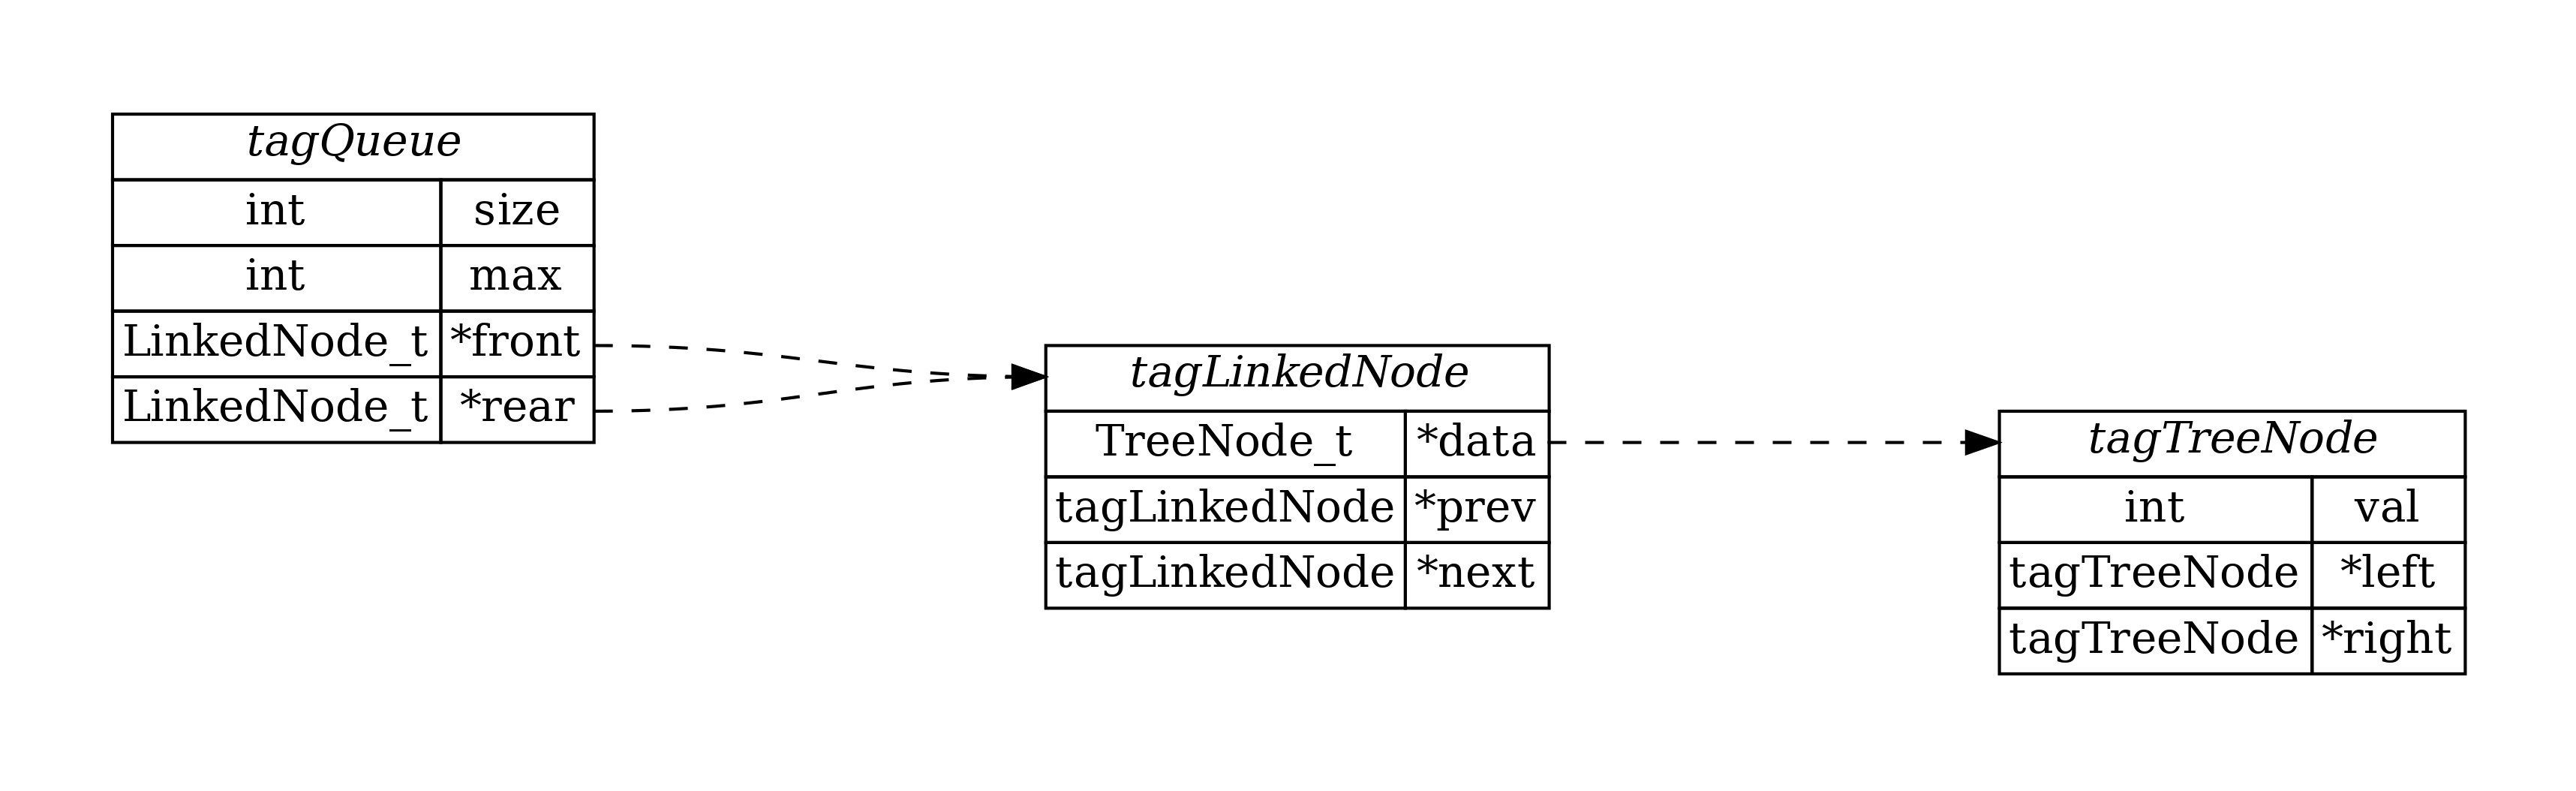 tagQueue
int size
int max
LinkedNode_t *front
LinkedNode_t *rear
tagLinkedNode
TreeNode_t *data
tagLinkedNode *prev
tagLinkedNode *next
tagTreeNode
int val
tagTreeNode *left
tagTreeNode *right